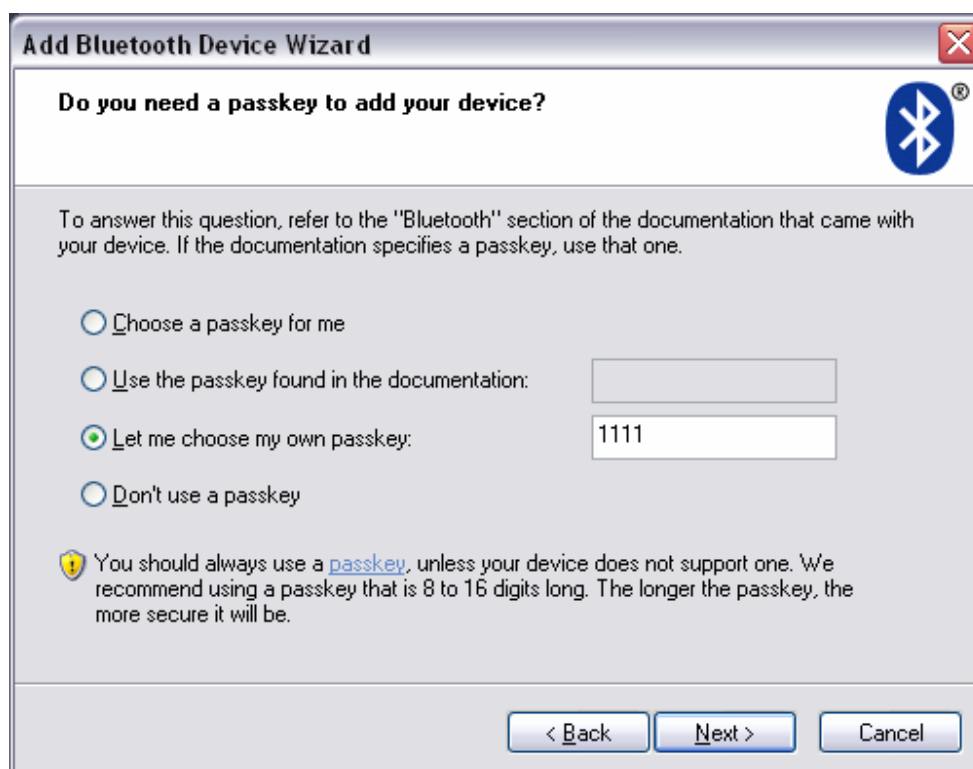 Add Bluetooth Device Wizard
Do you need a passkey to add your device?
®
To answer this question, refer to the "Bluetooth" section of the documentation that came with
your device. If the documentation specifies a passkey, use that one.
Choose a passkey for me
Use the passkey found in the documentation:
Let me choose my own passkey: 1111
Don't use a passkey
You should always use a passkey, unless your device does not support one. We
recommend using a passkey that is 8 to 16 digits long. The longer the passkey, the
more secure it will be.
< Back Next > Cancel